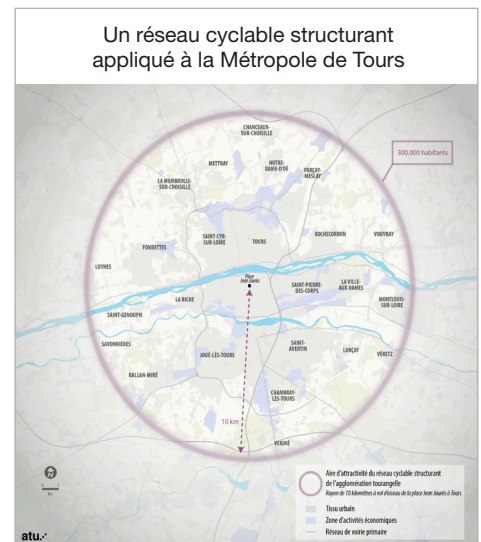 Un réseau cyclable structurant
appliqué à la Métropole de Tours
CHANCEAUX-
SUR-CHOISILLE
300.000 habitants
METTRAY
NOTRE-
DAME-D'OÉ
PARÇAY-
MESLAY
LA MEMBROLLE-
SUR-CHOISILLE
SAINT-CYR-
SUR-LOIRE
TOURS
ROCHECORBON
VOUVRAY
FONDETTES
LUYNES
Place
Jean Jaurès
SAINT-PIERRE-
DES-CORPS
LA VILLE-
AUX-DAMES
LA RICHE
MONTLOUIS-
SUR-LOIRE
SAINT-GENOUPH
SAVONNIÈRES
JOUÉ-LÈS-TOURS
SAINT-
AVERTIN
LARÇAY
VÉRETZ
BALLAN-MIRÉ
CHAMBRAY-
LÈS-TOURS
10 km
VEIGNÉ
N
0 1
Km
Aire d'attractivité du réseau cyclable structurant
de l'agglomération tourangelle
Rayon de 10 kilomètres à vol d'oiseau de la place Jean Jaurès à Tours
Tissu urbain
Zone d'activités économiques
Réseau de voirie primaire
atu